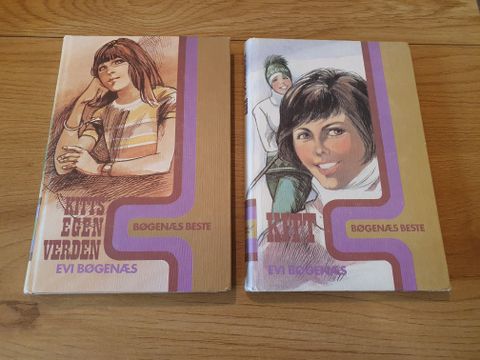 KITTS
EGEN
VERDEN
BØGENÆS BESTE
EVI BØGENÆS
KITT
BØGENÆS BESTE
EVI BØGENÆS